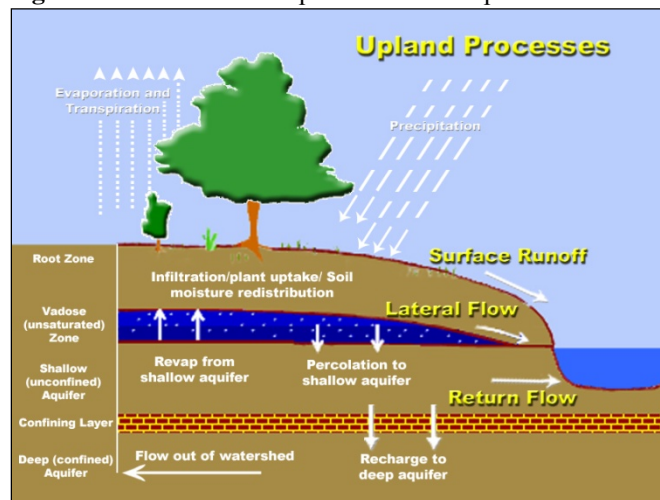 Upland Processes
Evaporation and
Transpiration
Precipitation
Root Zone
Surface Runoff
Infiltration/plant uptake/ Soil
moisture redistribution
Lateral Flow
Vadose
(unsaturated)
Zone
Revap from
shallow aquifer
Percolation to
shallow aquifer
Shallow
(unconfined)
Aquifer
Return Flow
Confining Layer
Deep (confined)
Aquifer
Flow out of watershed
Recharge to
deep aquifer